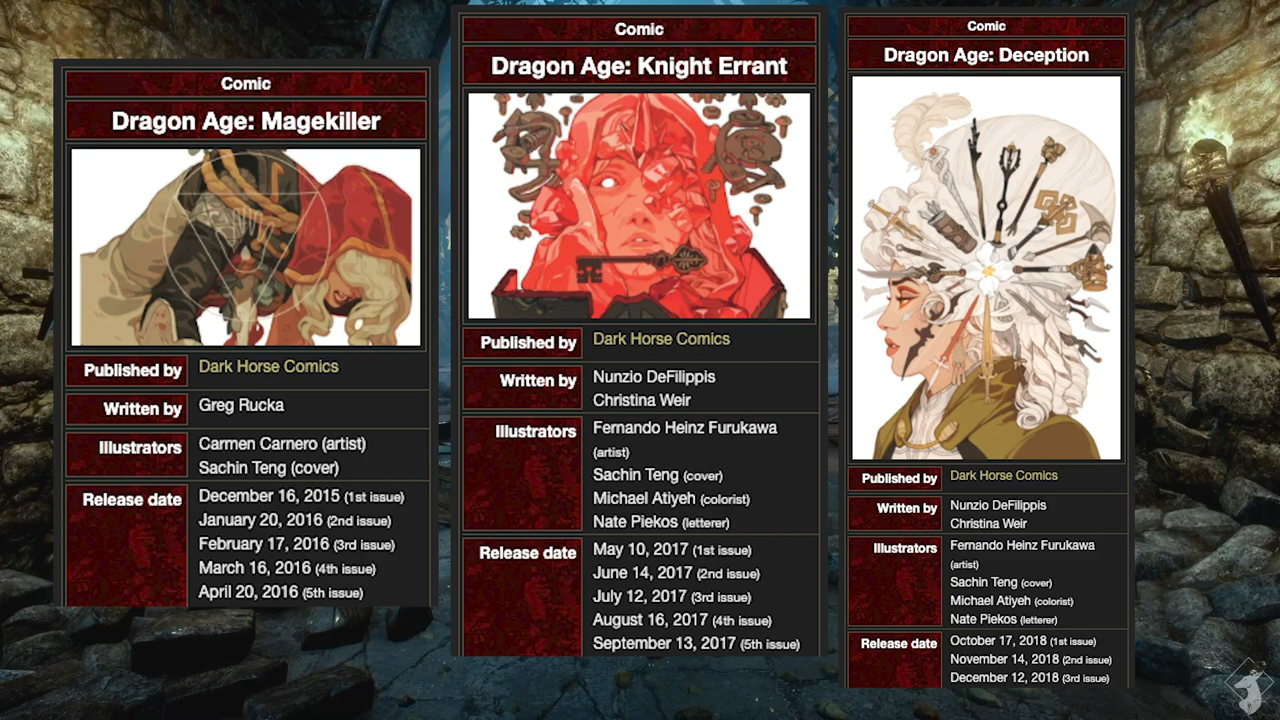 Comic
Dragon Age: Magekiller
Published by Dark Horse Comics
Written by Greg Rucka
Illustrators Carmen Carnero (artist)
Sachin Teng (cover)
Release date December 16, 2015 (1st issue)
January 20, 2016 (2nd issue)
February 17, 2016 (3rd issue)
March 16, 2016 (4th issue)
April 20, 2016 (5th issue)
Comic
Dragon Age: Knight Errant
Published by Dark Horse Comics
Written by Nunzio DeFilippis
Christina Weir
Illustrators Fernando Heinz Furukawa
(artist)
Sachin Teng (cover)
Michael Atiyeh (colorist)
Nate Piekos (letterer)
Release date May 10, 2017 (1st issue)
June 14, 2017 (2nd issue)
July 12, 2017 (3rd issue)
August 16, 2017 (4th issue)
September 13, 2017 (5th issue)
Comic
Dragon Age: Deception
Published by Dark Horse Comics
Written by Nunzio DeFilippis
Christina Weir
Illustrators Fernando Heinz Furukawa
(artist)
Sachin Teng (cover)
Michael Atiyeh (colorist)
Nate Piekos (letterer)
Release date October 17, 2018 (1st issue)
November 14, 2018 (2nd issue)
December 12, 2018 (3rd issue)